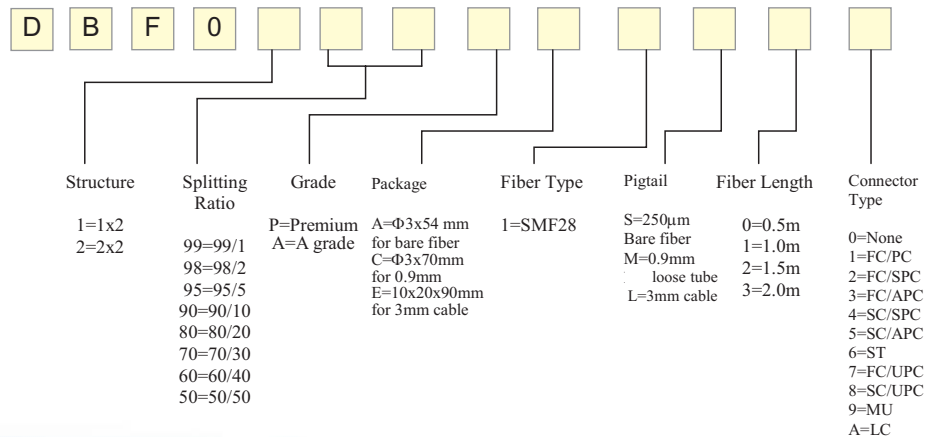 D B F 0
Structure
1=1x2
2=2x2
Splitting
Ratio
99=99/1
98=98/2
95=95/5
90=90/10
80=80/20
70=70/30
60=60/40
50=50/50
Grade
P=Premium
A=A grade
Package
A=Φ3x54 mm
for bare fiber
C=Φ3x70mm
for 0.9mm
E=10x20x90mm
for 3mm cable
Fiber Type
1=SMF28
Pigtail
S=250μm
Bare fiber
M=0.9mm
loose tube
L=3mm cable
Fiber Length
0=0.5m
1=1.0m
2=1.5m
3=2.0m
Connector
Type
0=None
1=FC/PC
2=FC/SPC
3=FC/APC
4=SC/SPC
5=SC/APC
6=ST
7=FC/UPC
8=SC/UPC
9=MU
A=LC